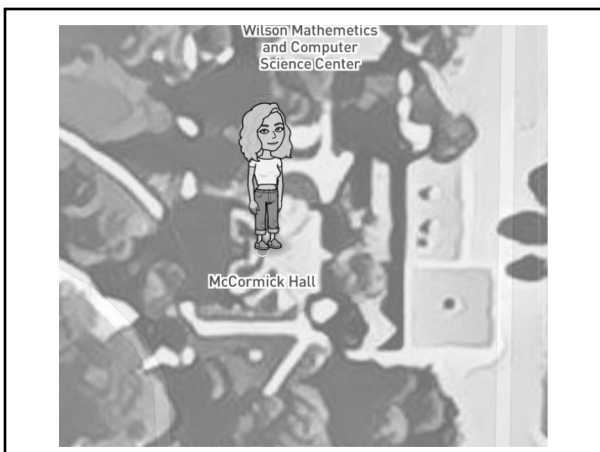 Wilson Mathemetics
and Computer
Science Center
McCormick Hall